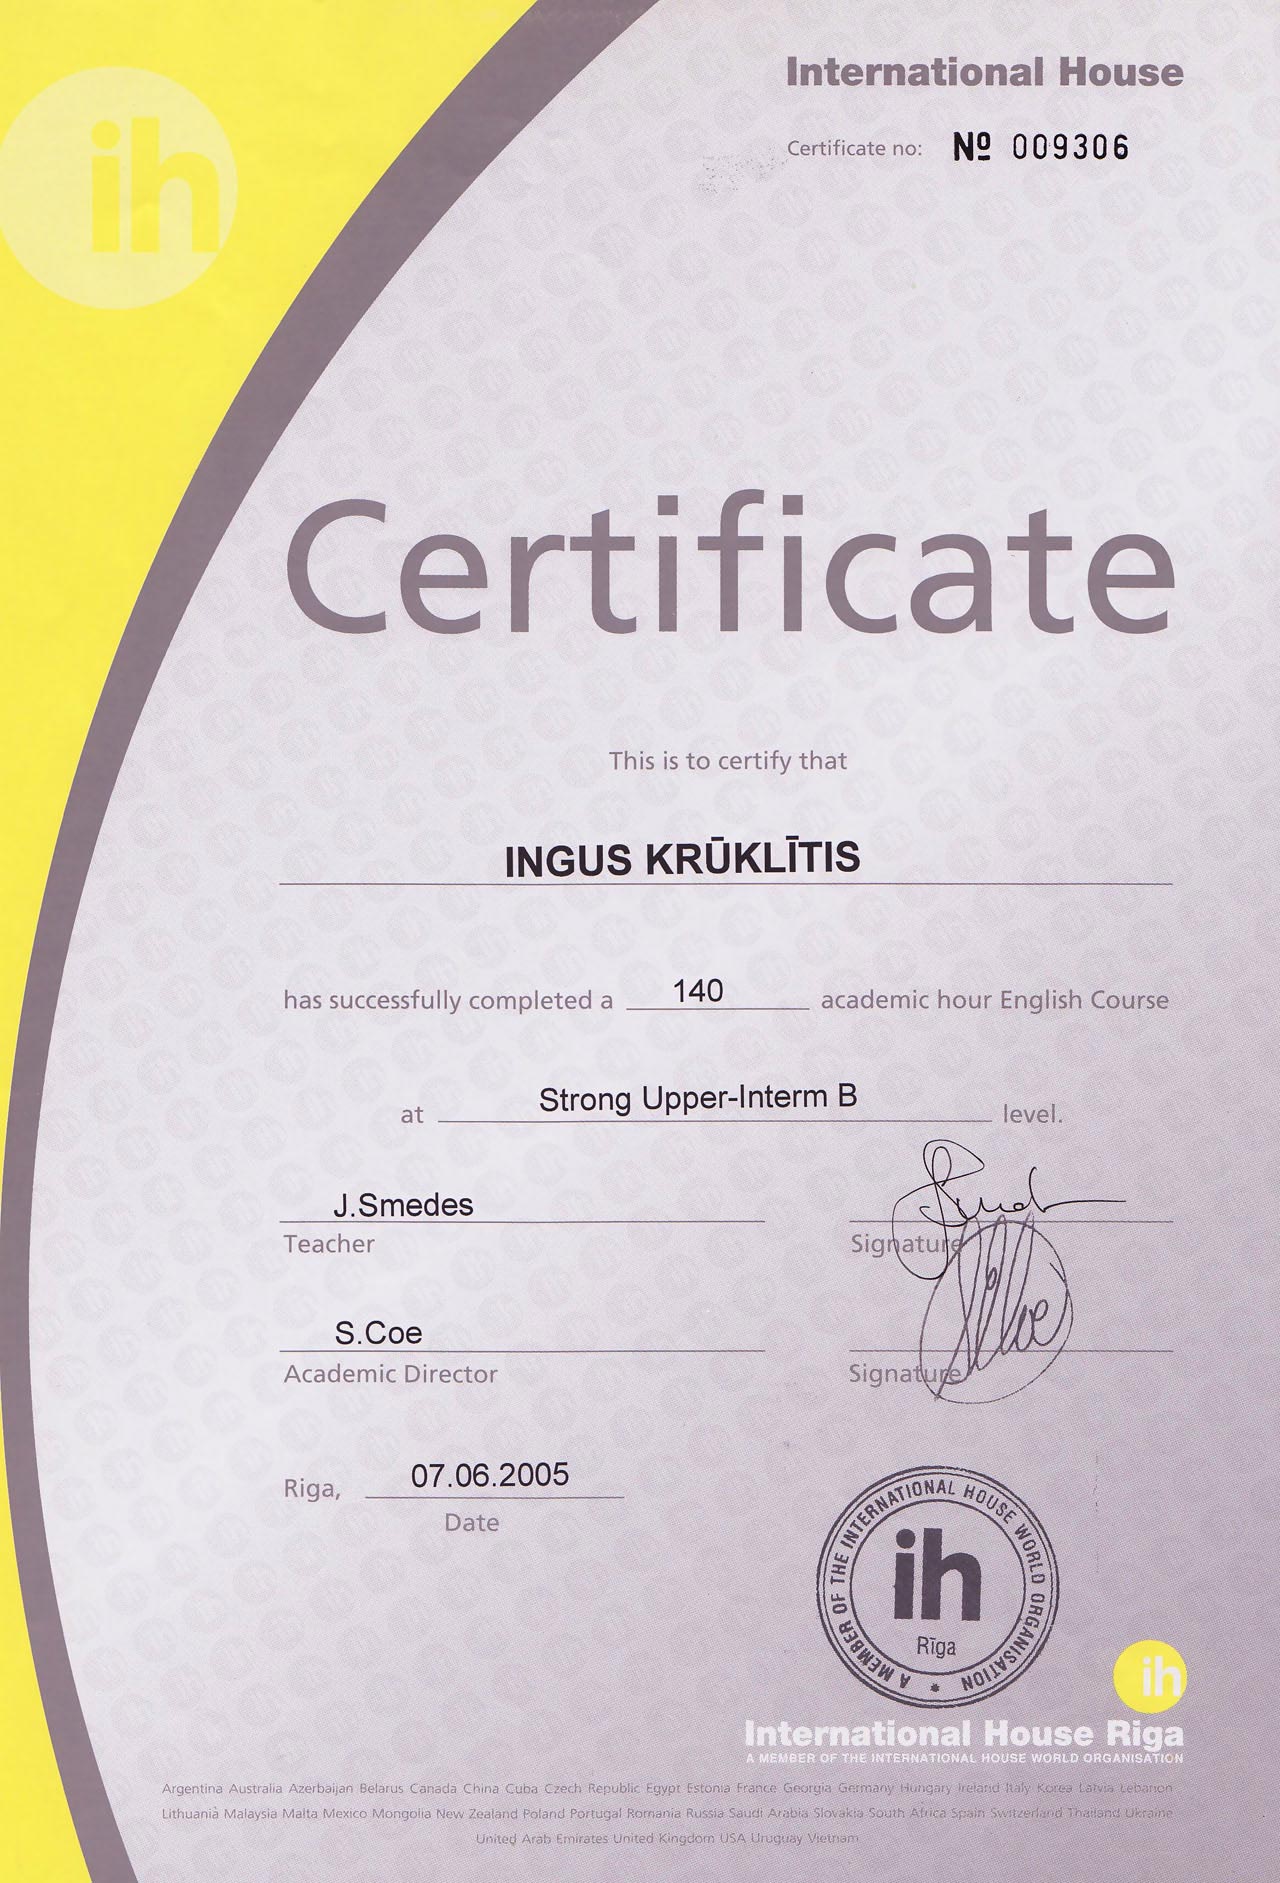 ih
International House
Certificate no: № 009306
Certificate
This is to certify that
INGUS KRŪKLĪTIS
has successfully completed a 140 academic hour English Course
at Strong Upper-Interm B level.
J.Smedes
Teacher Signature
S.Coe
Academic Director Signature
Riga, 07.06.2005
Date
A MEMBER OF THE INTERNATIONAL HOUSE WORLD ORGANISATION *
ih
Rīga
ih
International House Riga
A MEMBER OF THE INTERNATIONAL HOUSE WORLD ORGANISATION
Argentina Australia Azerbaijan Belarus Canada China Cuba Czech Republic Egypt Estonia France Georgia Germany Hungary Ireland Italy Korea Latvia Lebanon
Lithuania Malaysia Malta Mexico Mongolia New Zealand Poland Portugal Romania Russia Saudi Arabia Slovakia South Africa Spain Switzerland Thailand Ukraine
United Arab Emirates United Kingdom USA Uruguay Vietnam